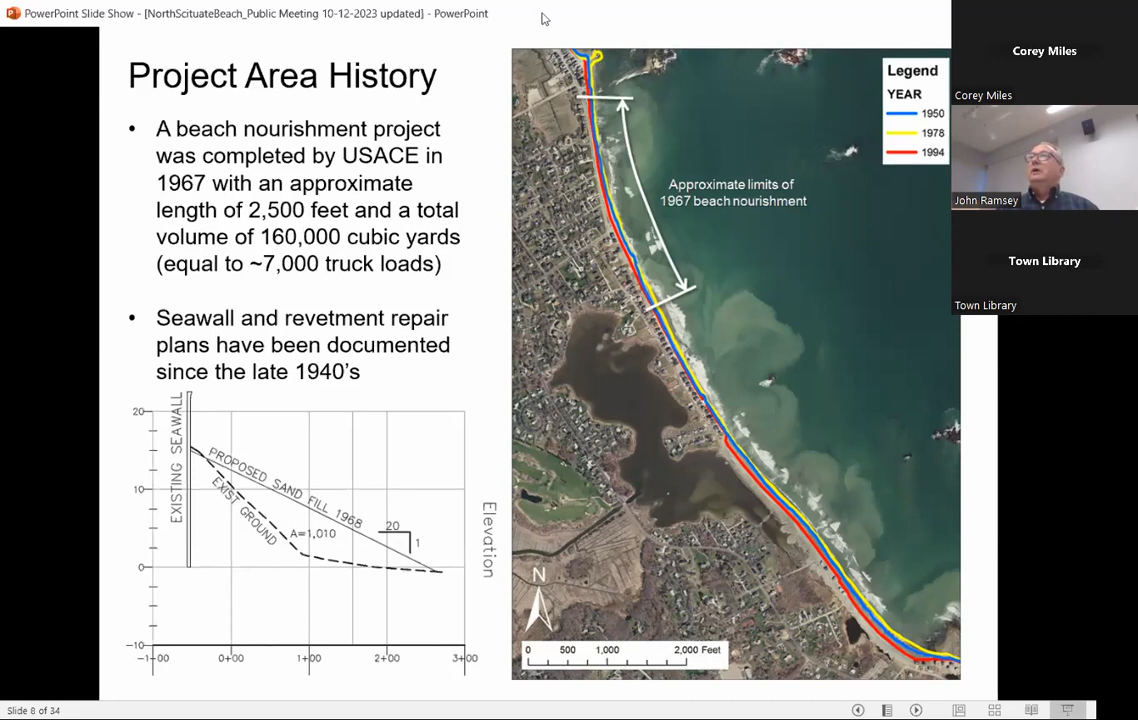 PowerPoint Slide Show - [NorthScituateBeach_Public Meeting 10-12-2023 updated] - PowerPoint
Project Area History
• A beach nourishment project
was completed by USACE in
1967 with an approximate
length of 2,500 feet and a total
volume of 160,000 cubic yards
(equal to ~7,000 truck loads)
• Seawall and revetment repair
plans have been documented
since the late 1940's
EXISTING SEAWALL
PROPOSED SAND FILL 1968
EXIST GROUND
A=1,010
20
1
20
10
0
-10
-1+00 0+00 1+00 2+00 3+00
Elevation
Legend
YEAR
1950
1978
1994
Approximate limits of
1967 beach nourishment
N
0 500 1,000 2,000 Feet
Corey Miles
Corey Miles
John Ramsey
Town Library
Town Library
Slide 8 of 34